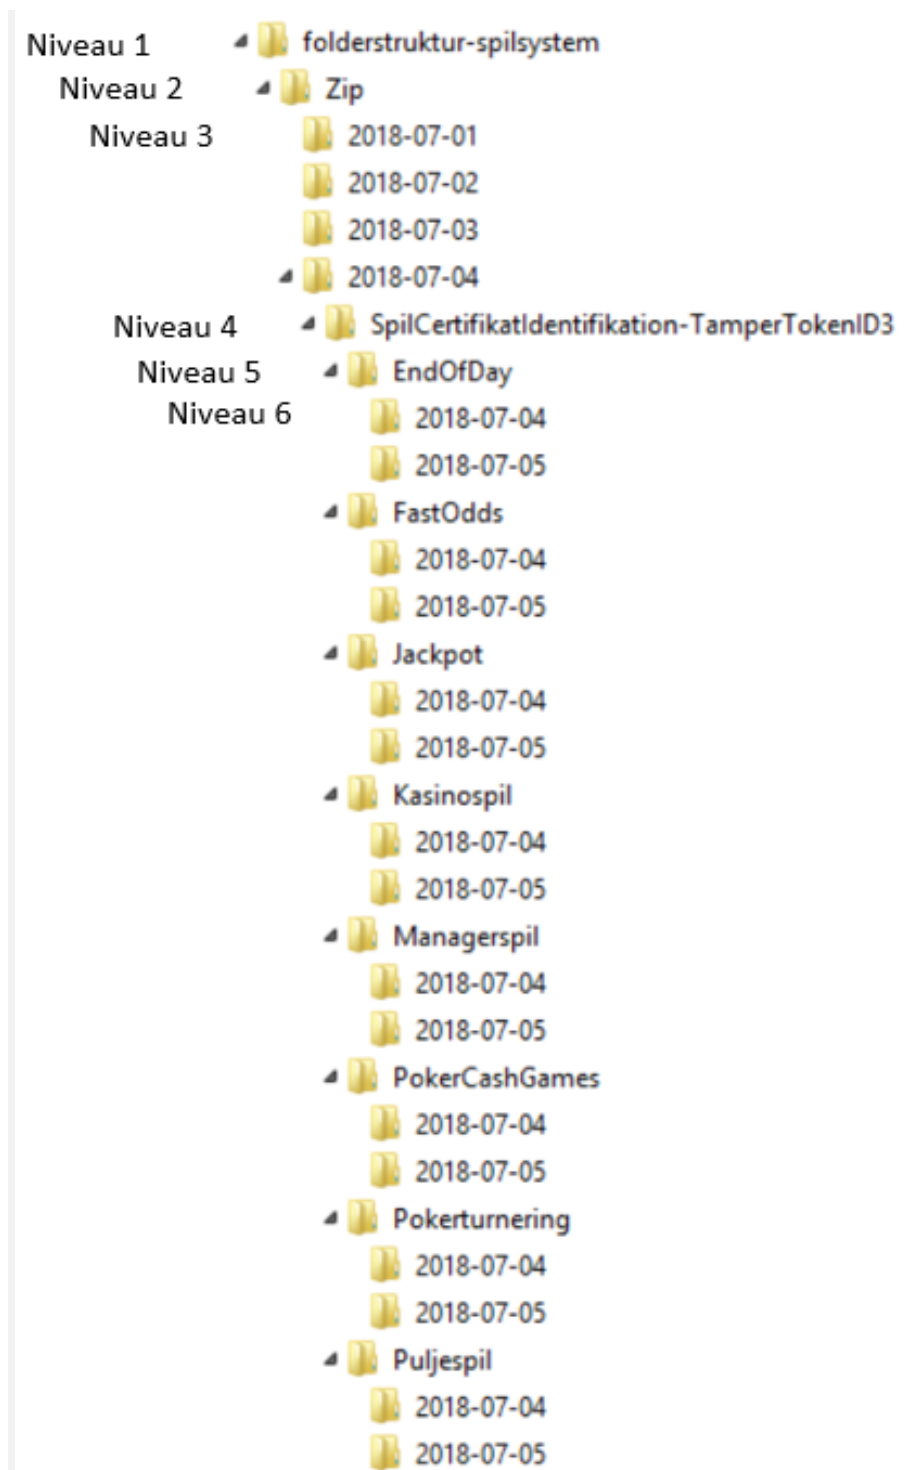 Niveau 1 folderstruktur-spilsystem
Niveau 2 Zip
Niveau 3 2018-07-01
2018-07-02
2018-07-03
2018-07-04
Niveau 4 SpilCertifikatIdentifikation-TamperTokenID3
Niveau 5 EndOfDay
Niveau 6 2018-07-04
2018-07-05
FastOdds
2018-07-04
2018-07-05
Jackpot
2018-07-04
2018-07-05
Kasinospil
2018-07-04
2018-07-05
Managerspil
2018-07-04
2018-07-05
PokerCashGames
2018-07-04
2018-07-05
Pokerturnering
2018-07-04
2018-07-05
Puljespil
2018-07-04
2018-07-05